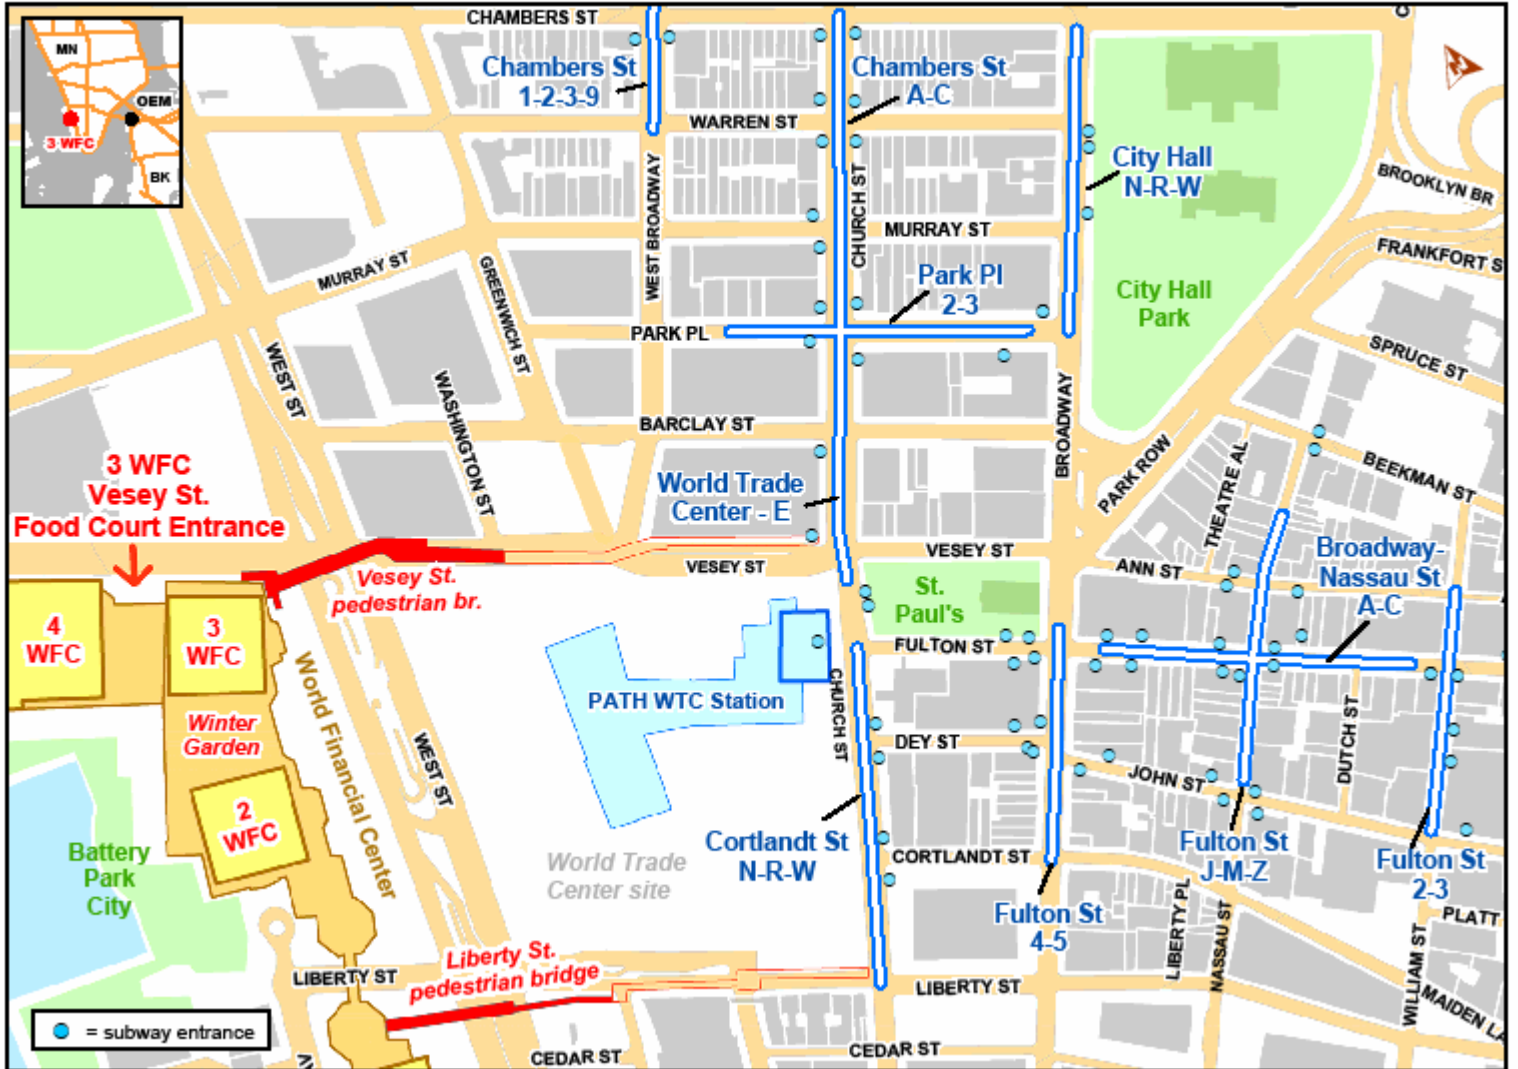 CHAMBERS ST
MN
OEM
3 WFC
BK
Chambers St
1-2-3-9
Chambers St
A-C
WARREN ST
City Hall
N-R-W
BROOKLYN BR
WEST BROADWAY
CHURCH ST
MURRAY ST
MURRAY ST
FRANKFORT S
GREENWICH ST
Park Pl
2-3
City Hall
Park
PARK PL
SPRUCE ST
WEST ST
WASHINGTON ST
BROADWAY
BARCLAY ST
PARK ROW
THEATRE AL
BEEKMAN ST
3 WFC
Vesey St.
Food Court Entrance
World Trade
Center - E
VESEY ST
VESEY ST
ANN ST
Broadway-
Nassau St
A-C
Vesey St.
pedestrian br.
St.
Paul's
4
WFC
3
WFC
FULTON ST
World Financial Center
PATH WTC Station
CHURCH ST
Winter
Garden
WEST ST
DEY ST
JOHN ST
DUTCH ST
2
WFC
Battery
Park
City
World Trade
Center site
Cortlandt St
N-R-W
CORTLANDT ST
Fulton St
J-M-Z
Fulton St
2-3
Fulton St
4-5
LIBERTY PL
NASSAU ST
WILLIAM ST
PLATT
Liberty St.
pedestrian bridge
LIBERTY ST
LIBERTY ST
MAIDEN LA
= subway entrance
CEDAR ST
CEDAR ST